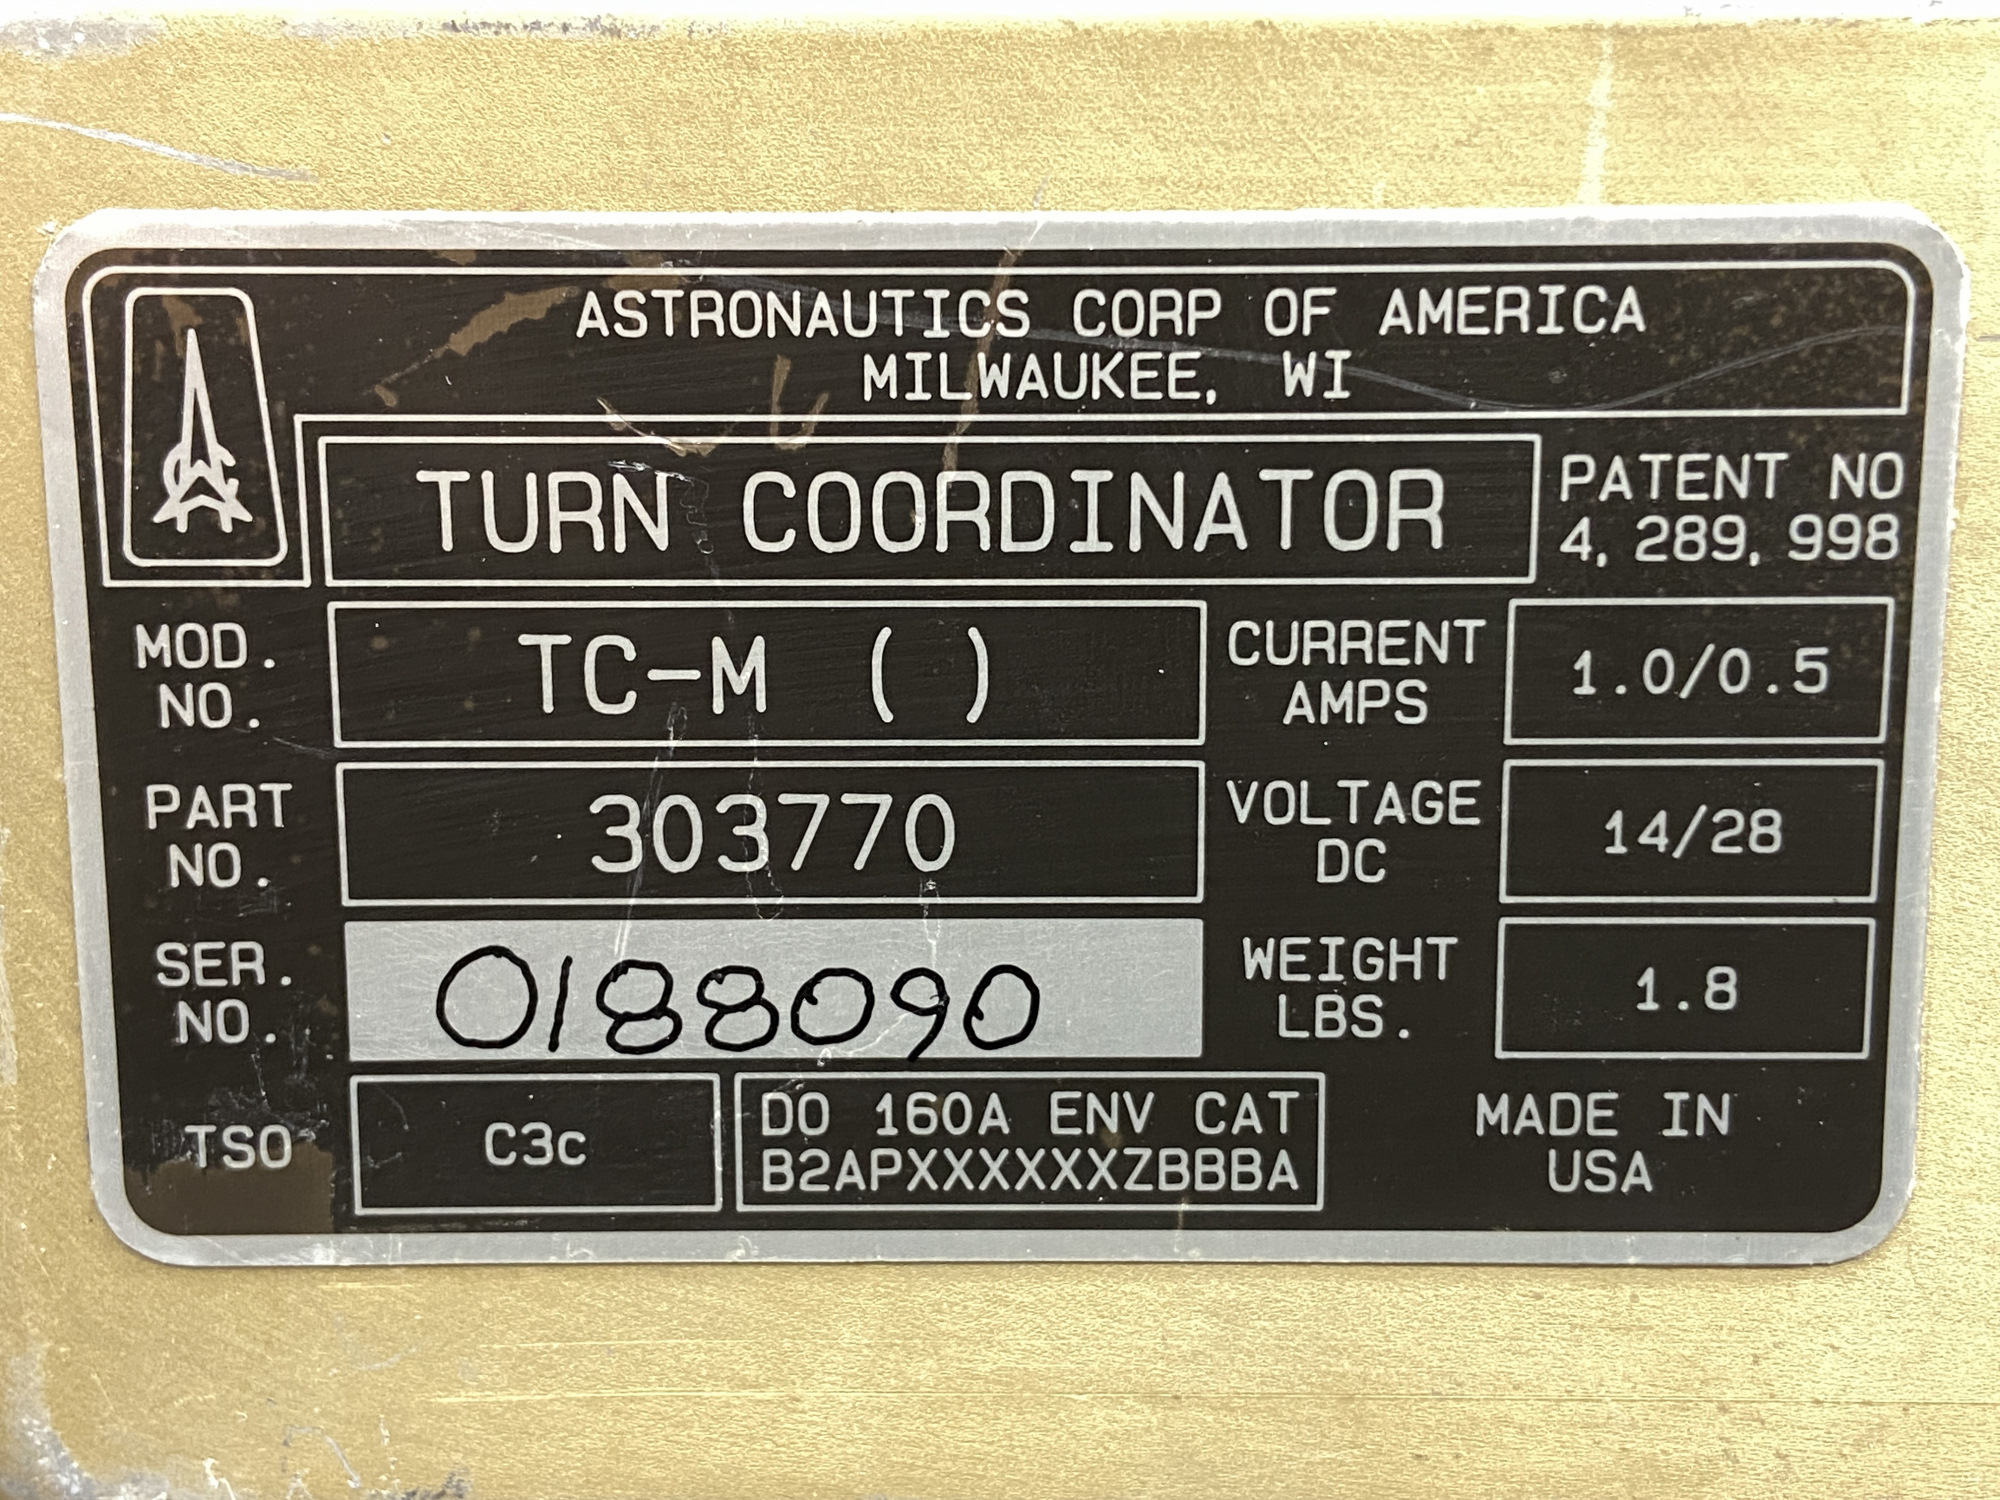 ASTRONAUTICS CORP OF AMERICA
MILWAUKEE, WI
TURN COORDINATOR
PATENT NO
4,289,998
MOD. NO.
TC-M ( )
CURRENT AMPS
1.0/0.5
PART NO.
303770
VOLTAGE DC
14/28
SER. NO.
0188090
WEIGHT LBS.
1.8
TSO
C3c
DO 160A ENV CAT
B2APXXXXXXZBBBA
MADE IN
USA